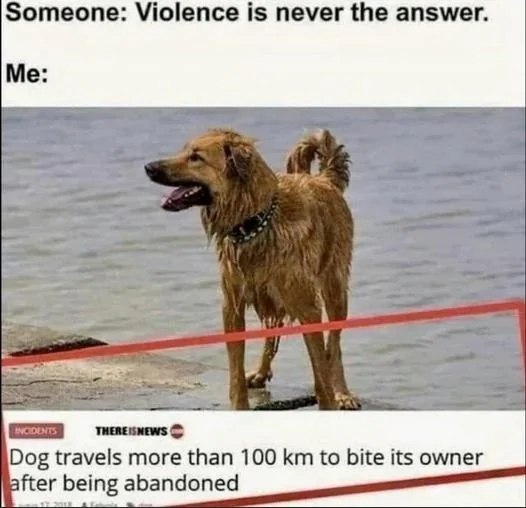 Someone: Violence is never the answer.
Me:
INCIDENTS THEREISNEWS
Dog travels more than 100 km to bite its owner
after being abandoned